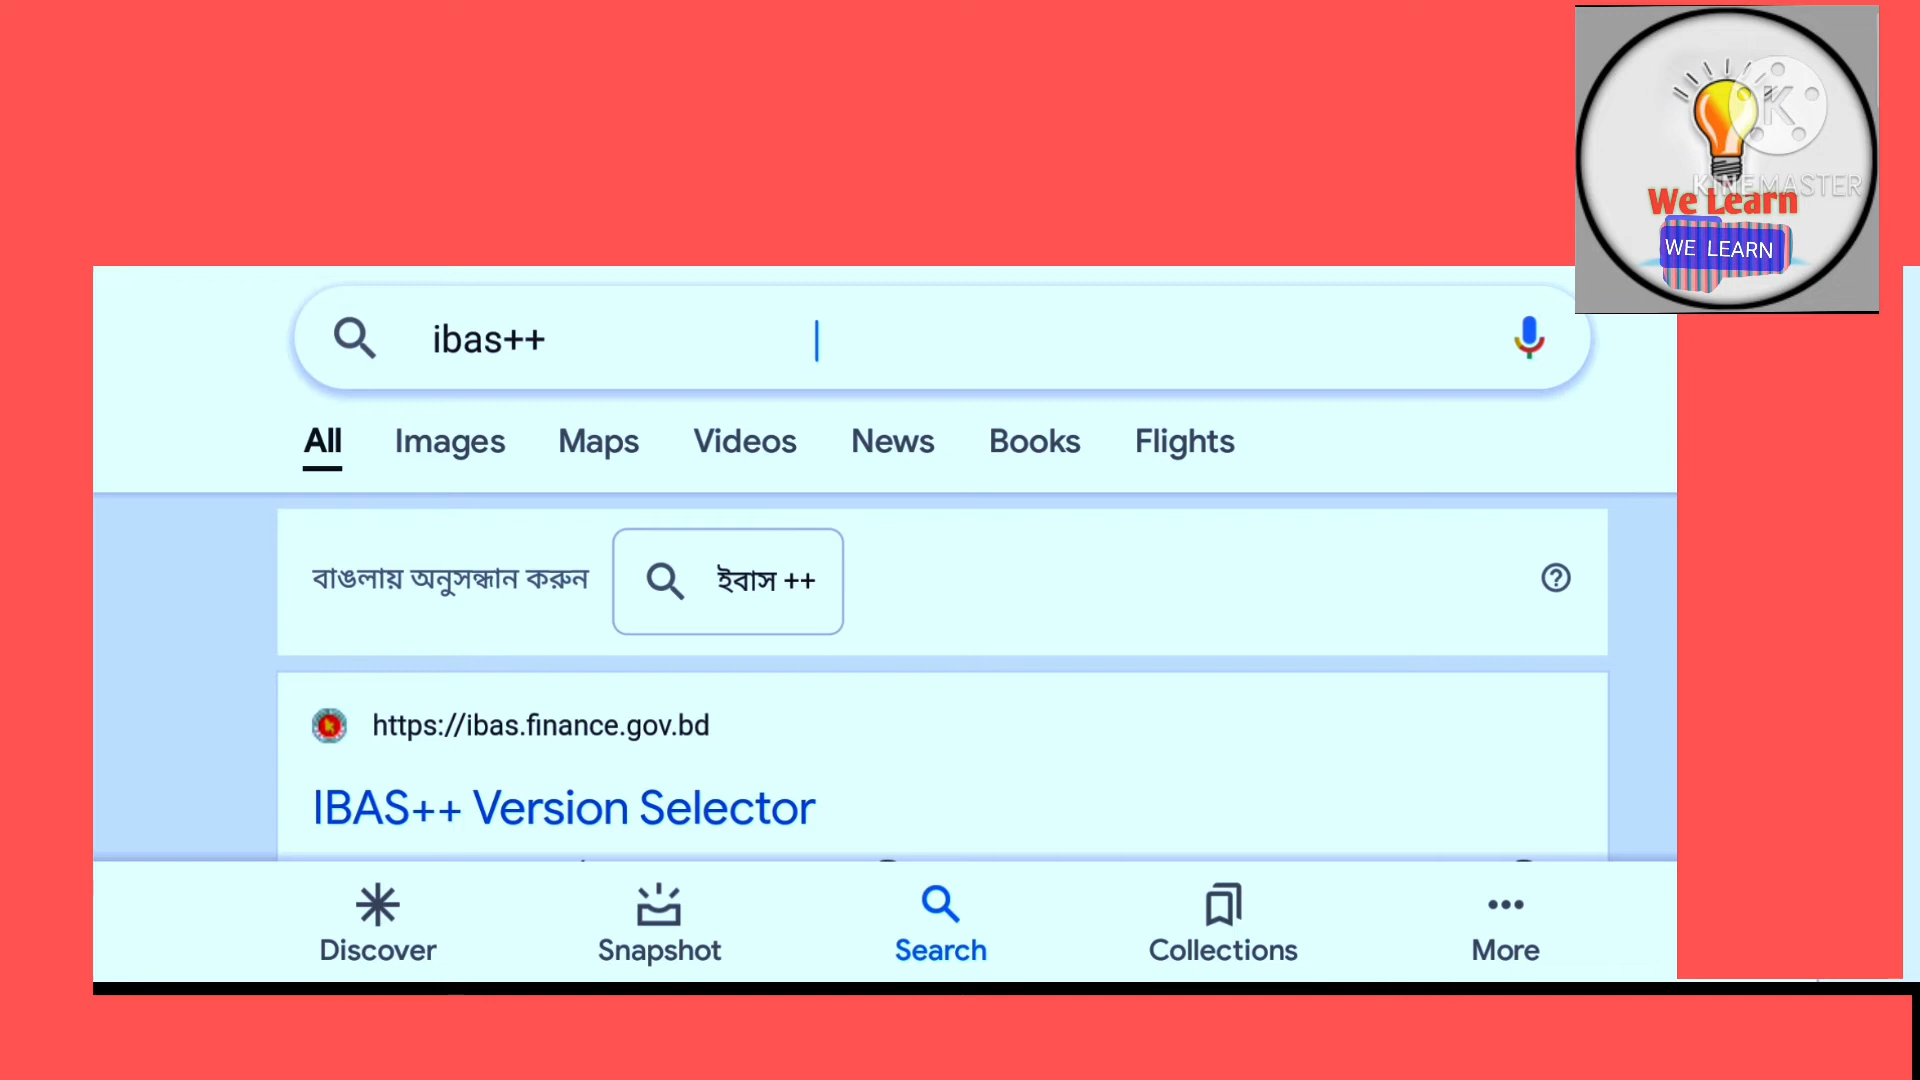 KINEMASTER
We Learn
WE LEARN
ibas++
All Images Maps Videos News Books Flights
বাঙলায় অনুসন্ধান করুন ইবাস ++
https://ibas.finance.gov.bd
IBAS++ Version Selector
Discover Snapshot Search Collections More